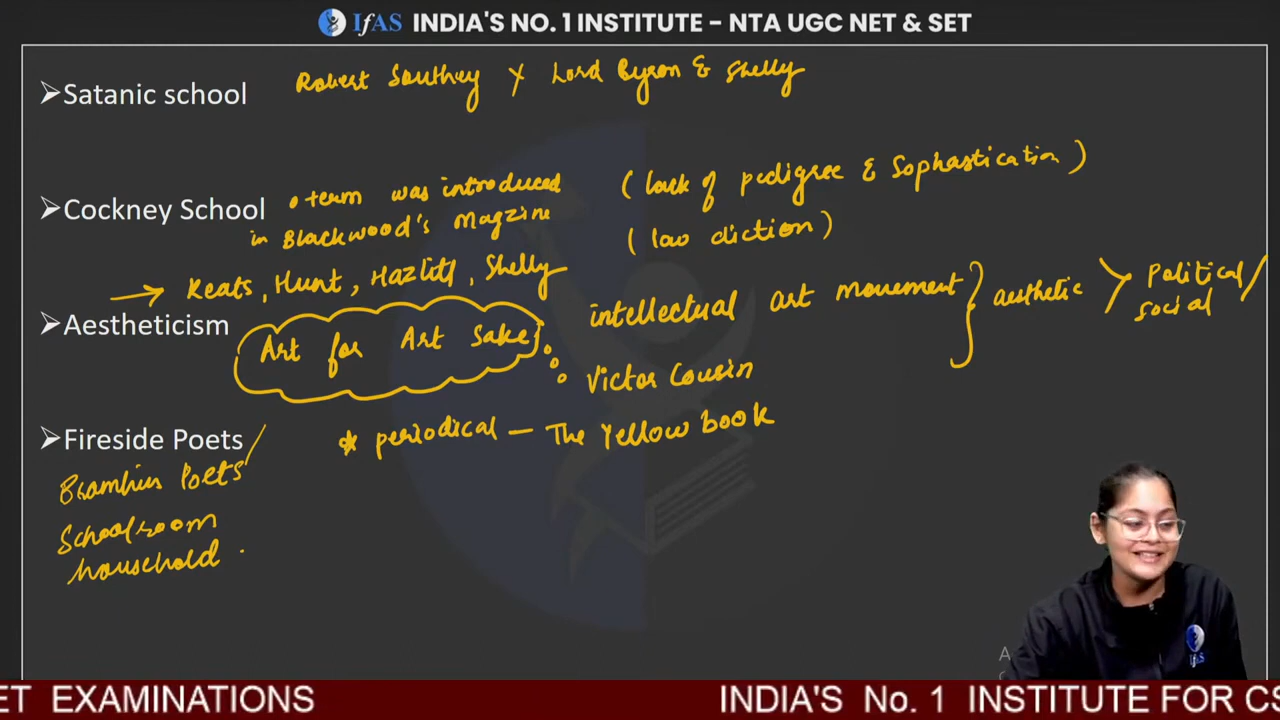 IfAS INDIA'S NO. 1 INSTITUTE – NTA UGC NET & SET
➢Satanic school Robert Southey X Lord Byron & Shelly
➢Cockney School • term was introduced (lack of pedigree & Sophastication)
in Blackwood's Magzine (low diction)
→ Keats, Hunt, Hazlitt, Shelly
➢Aestheticism Art for Art Sake intellectual art movement } aesthetic > Political/
social
Victor Cousin
➢Fireside Poets / * periodical – The Yellow book
Poets
Schoolroom
household
IfAS
ET EXAMINATIONS INDIA'S No. 1 INSTITUTE FOR CS